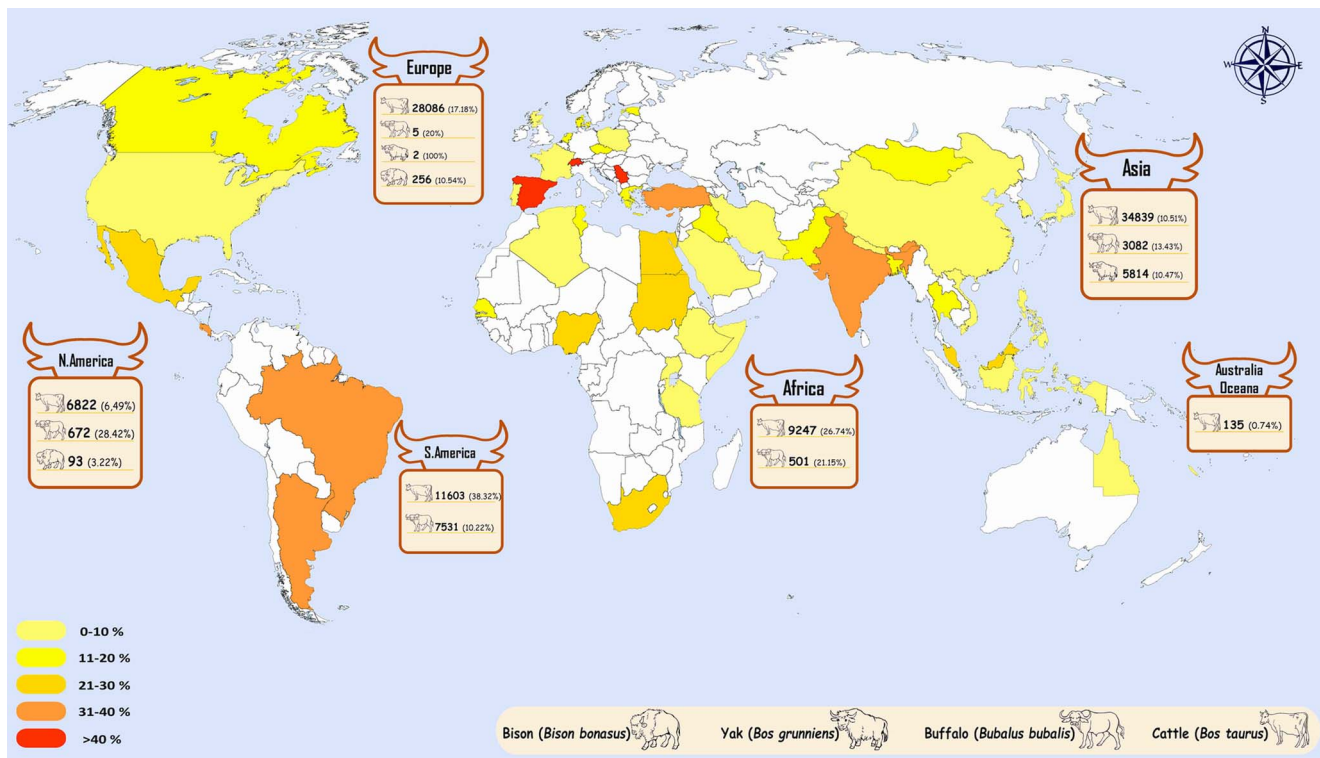 N
W
E
S
Europe
28086 (17.18%)
5 (20%)
2 (100%)
256 (10.54%)
Asia
34839 (10.51%)
3082 (13.43%)
5814 (10.47%)
N.America
6822 (6,49%)
672 (28.42%)
93 (3.22%)
S.America
11603 (38.32%)
7531 (10.22%)
Africa
9247 (26.74%)
501 (21.15%)
Australia
Oceana
135 (0.74%)
0-10 %
11-20 %
21-30 %
31-40 %
>40 %
Bison (Bison bonasus) Yak (Bos grunniens) Buffalo (Bubalus bubalis) Cattle (Bos taurus)